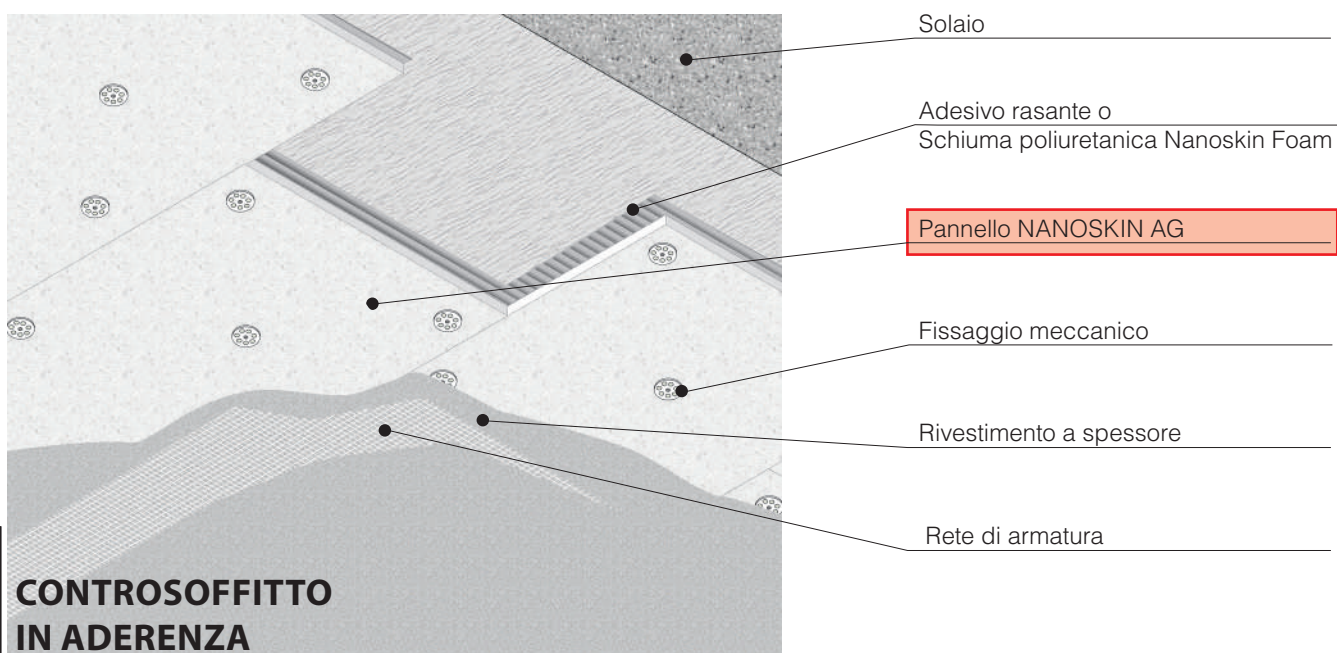 Solaio
Adesivo rasante o
Schiuma poliuretanica Nanoskin Foam
Pannello NANOSKIN AG
Fissaggio meccanico
Rivestimento a spessore
Rete di armatura
CONTROSOFFITTO
IN ADERENZA